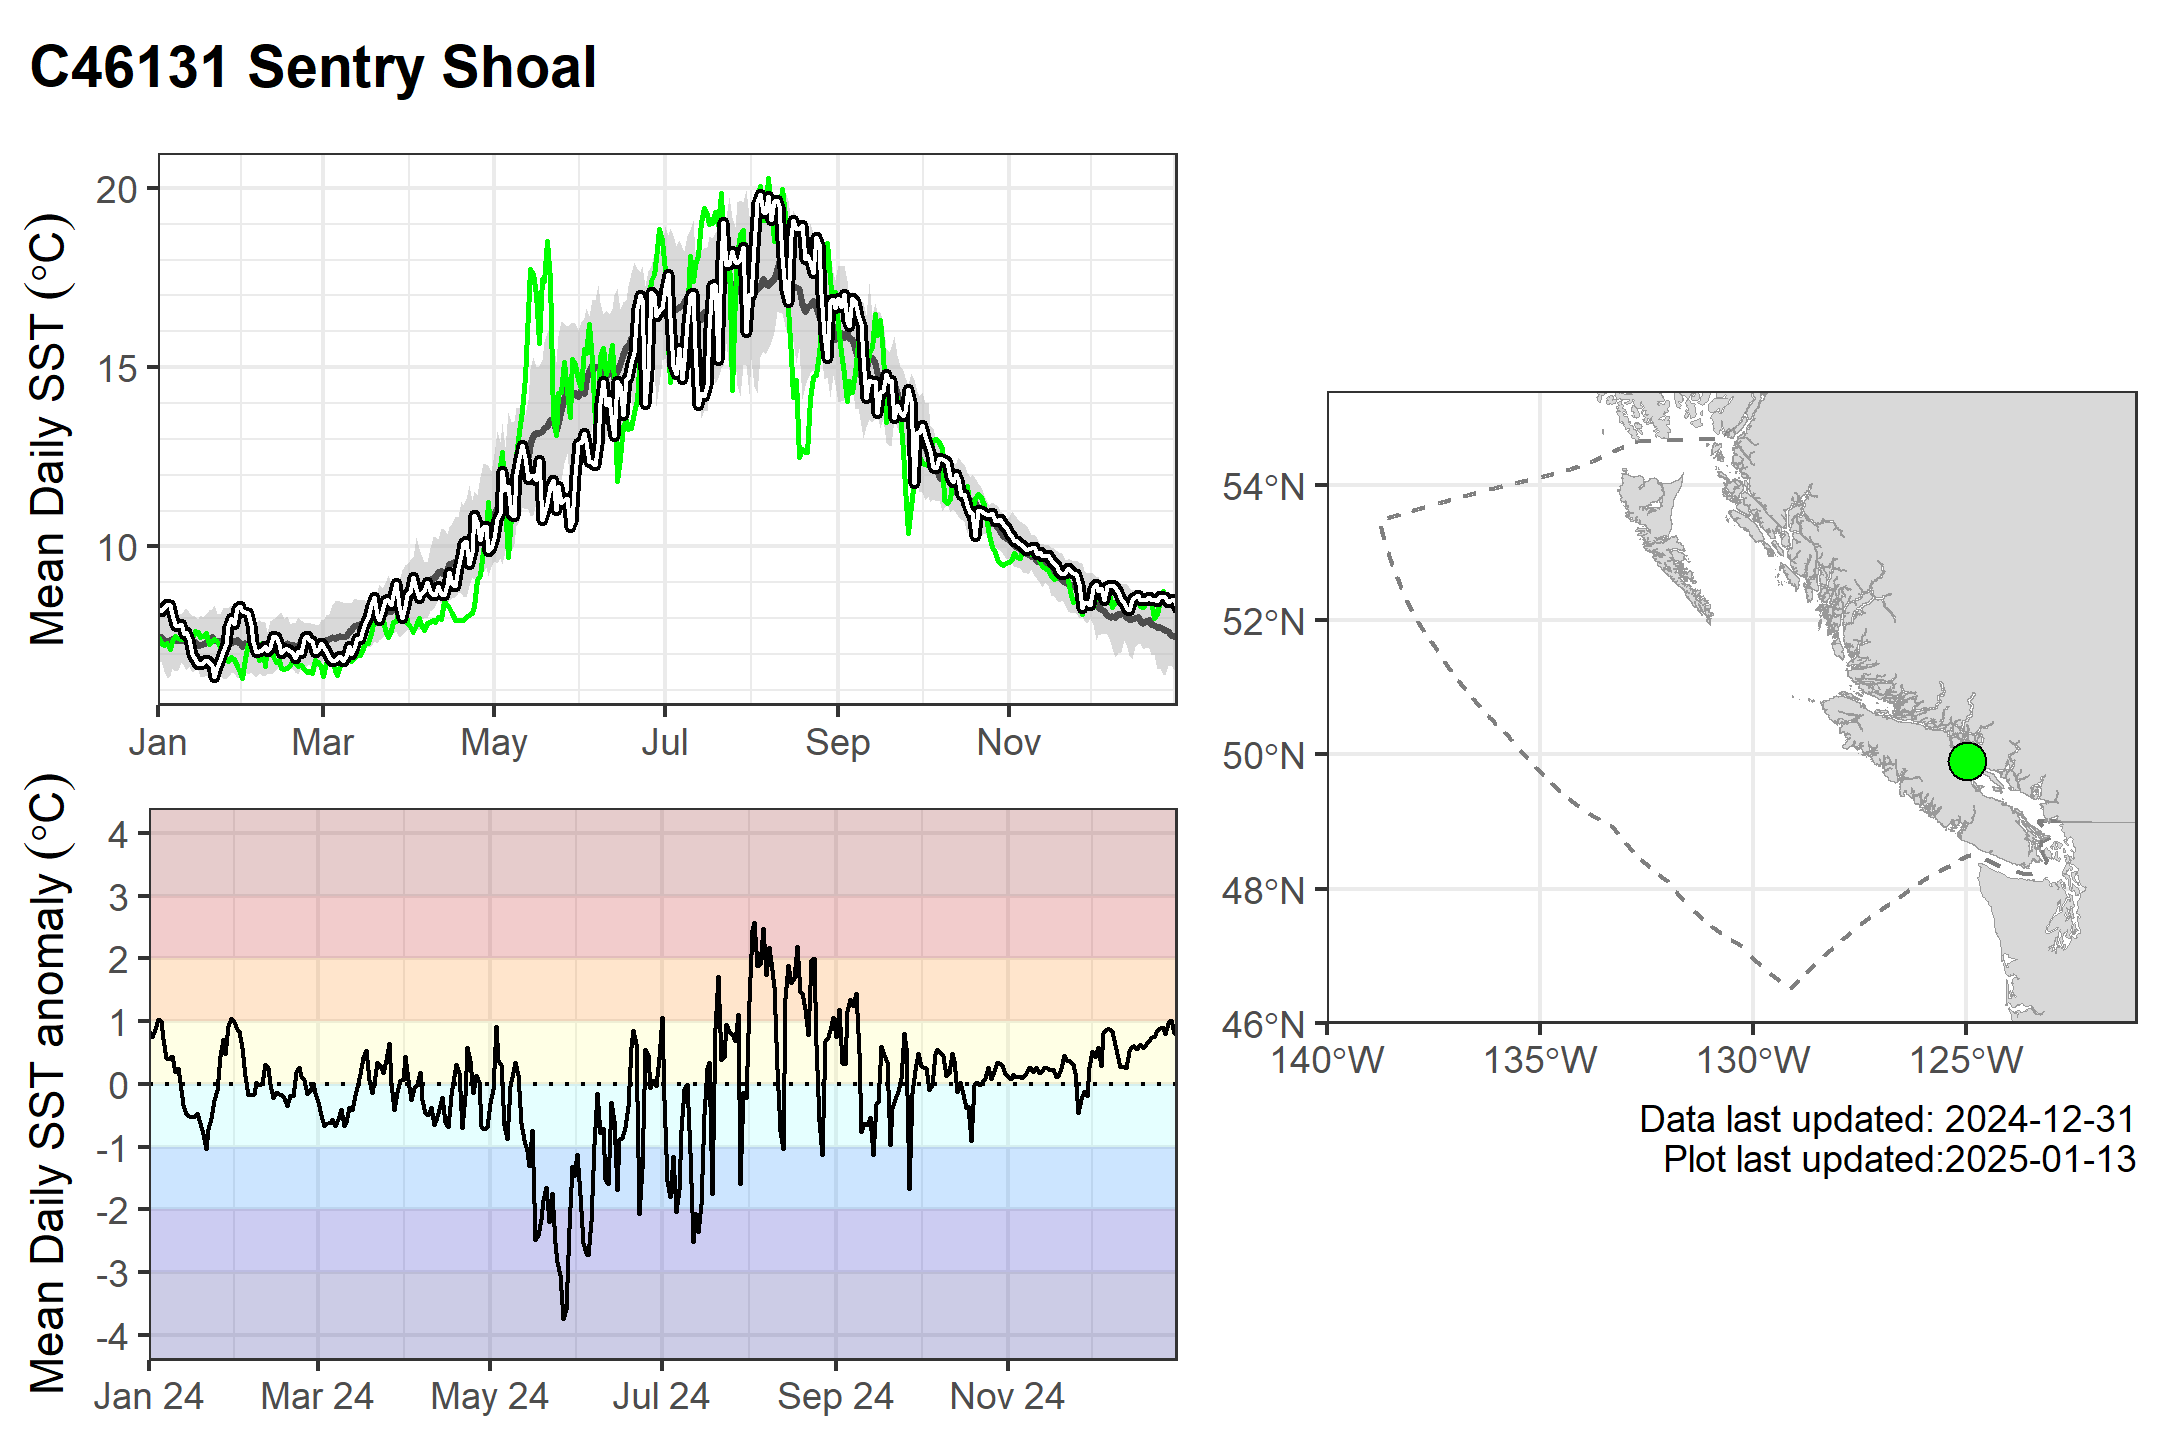 C46131 Sentry Shoal
Mean Daily SST (°C)
20
15
10
Jan Mar May Jul Sep Nov
Mean Daily SST anomaly (°C)
4
3
2
1
0
-1
-2
-3
-4
Jan 24 Mar 24 May 24 Jul 24 Sep 24 Nov 24
54°N
52°N
50°N
48°N
46°N
140°W 135°W 130°W 125°W
Data last updated: 2024-12-31
Plot last updated:2025-01-13